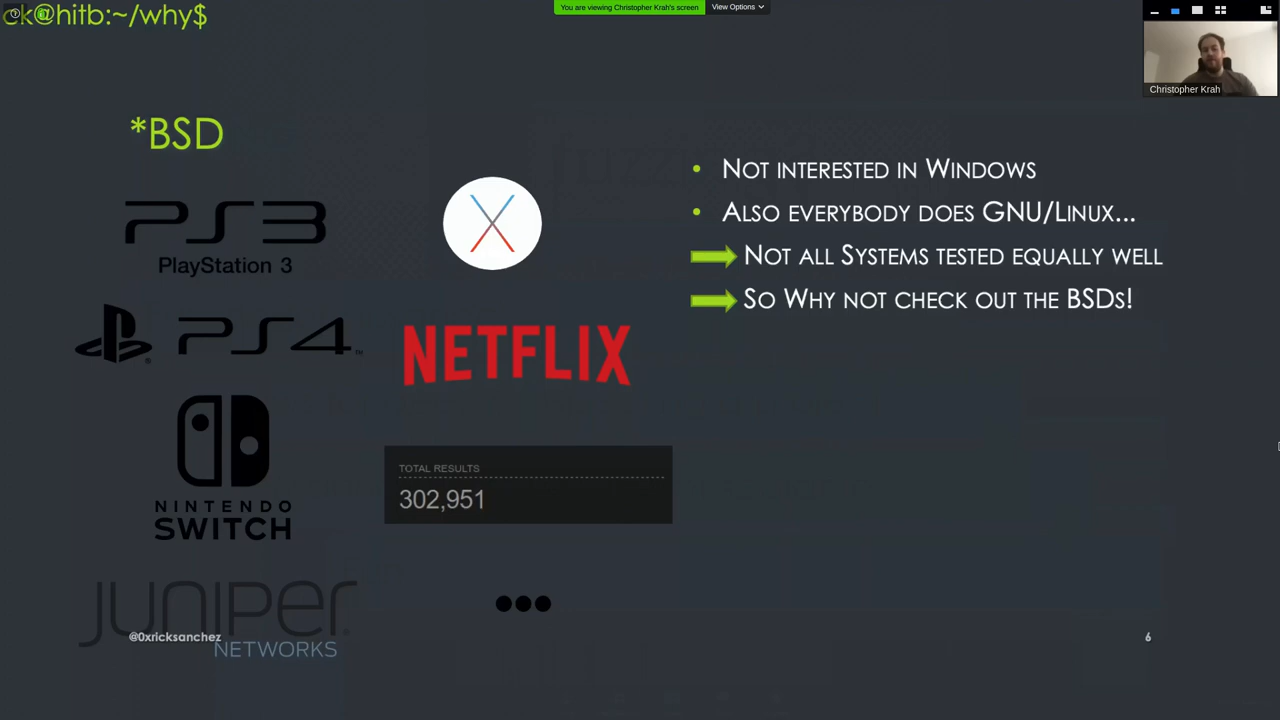 ck@hitb:~/why$
You are viewing Christopher Krah's screen
View Options
Christopher Krah
*BSD
PS3
PlayStation 3
PS4
NINTENDO
SWITCH
JUNIPEr
NETWORKS
X
NETFLIX
TOTAL RESULTS
302,951
• NOT INTERESTED IN WINDOWS
• ALSO EVERYBODY DOES GNU/LINUX...
NOT ALL SYSTEMS TESTED EQUALLY WELL
SO WHY NOT CHECK OUT THE BSDS!
@0xricksanchez
6